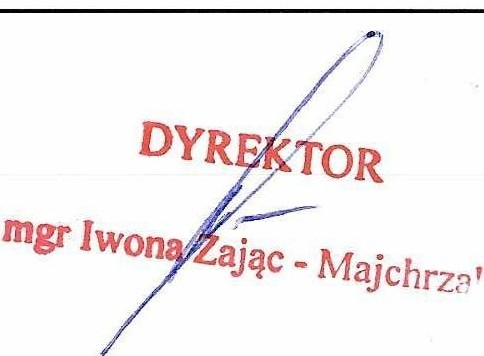 DYREKTOR
mgr Iwona Zając - Majchrza